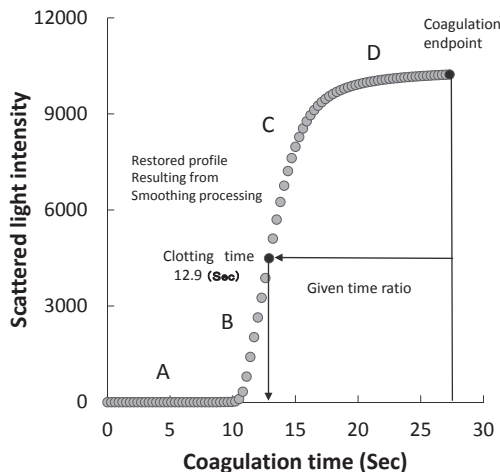 Coagulation
endpoint
D
12000
C
9000
Restored profile
Resulting from
Smoothing processing
6000
Clotting time
12.9 (Sec)
Given time ratio
3000
B
A
0
0 5 10 15 20 25 30
Scattered light intensity
Coagulation time (Sec)